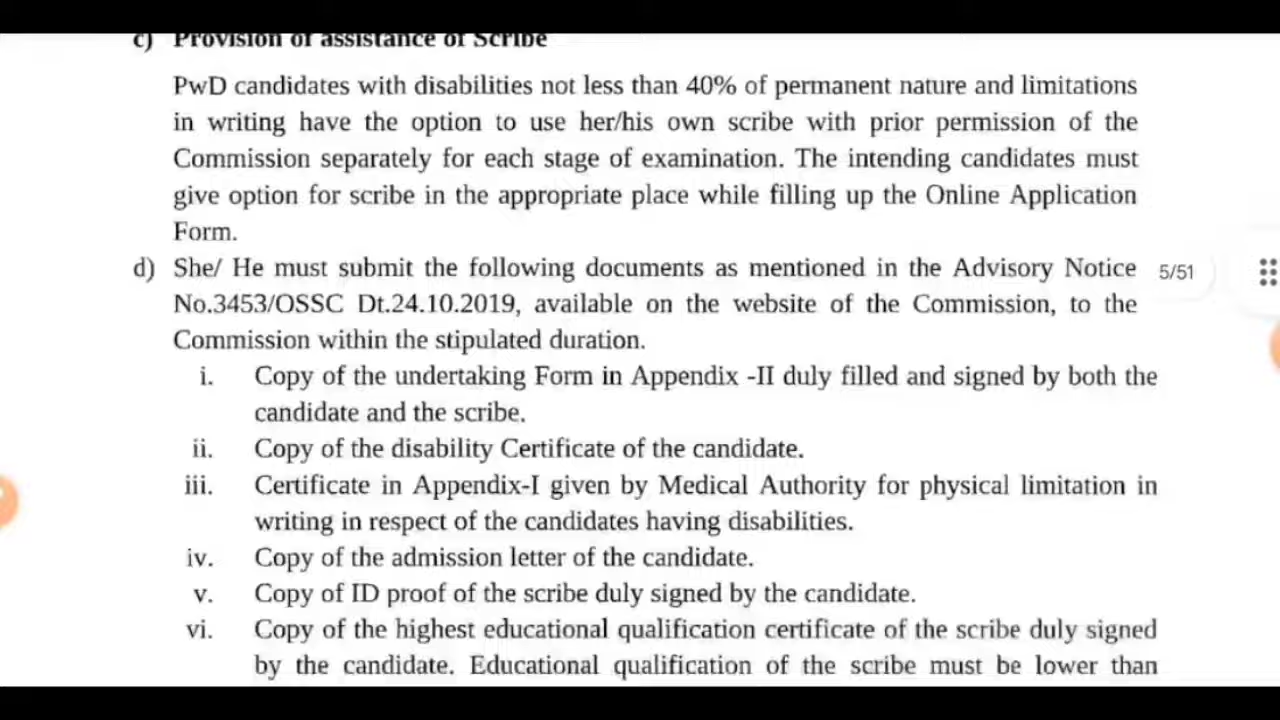 c) Provision of assistance of Scribe
PwD candidates with disabilities not less than 40% of permanent nature and limitations
in writing have the option to use her/his own scribe with prior permission of the
Commission separately for each stage of examination. The intending candidates must
give option for scribe in the appropriate place while filling up the Online Application
Form.
d) She/ He must submit the following documents as mentioned in the Advisory Notice
5/51
No.3453/OSSC Dt.24.10.2019, available on the website of the Commission, to the
Commission within the stipulated duration.
i. Copy of the undertaking Form in Appendix -II duly filled and signed by both the
candidate and the scribe.
ii. Copy of the disability Certificate of the candidate.
iii. Certificate in Appendix-I given by Medical Authority for physical limitation in
writing in respect of the candidates having disabilities.
iv. Copy of the admission letter of the candidate.
v. Copy of ID proof of the scribe duly signed by the candidate.
vi. Copy of the highest educational qualification certificate of the scribe duly signed
by the candidate. Educational qualification of the scribe must be lower than